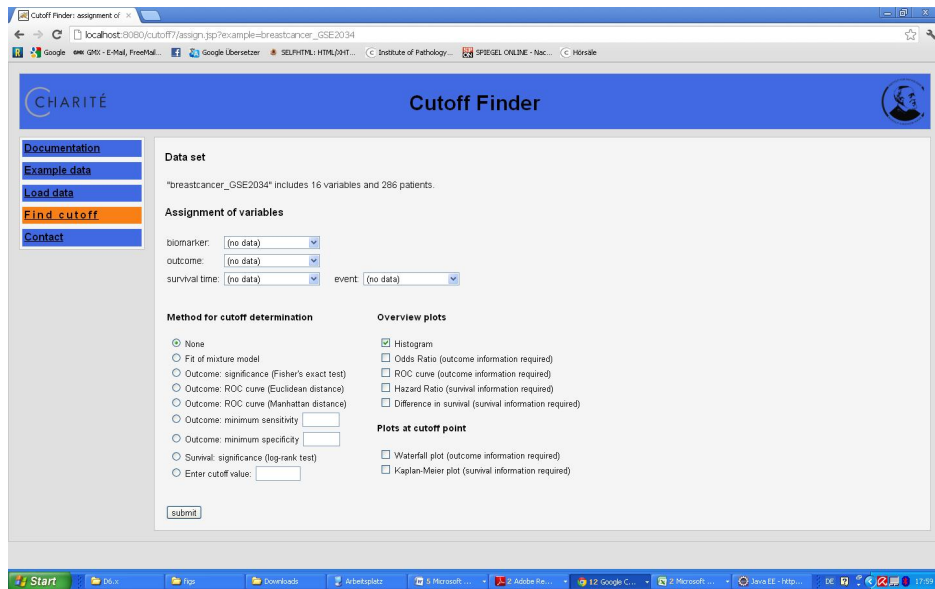 Cutoff Finder: assignment of
localhost:8080/cutoff7/assign.jsp?example=breastcancer_GSE2034
Google GMX - E-Mail, FreeMail... Google Übersetzer SELFHTML: HTML/XHT... Institute of Pathology... SPIEGEL ONLINE - Nac... Hörsäle
CHARITÉ
Cutoff Finder
Documentation
Example data
Load data
Find cutoff
Contact
Data set
"breastcancer_GSE2034" includes 16 variables and 286 patients.
Assignment of variables
biomarker: (no data)
outcome: (no data)
survival time: (no data) event: (no data)
Method for cutoff determination
None
Fit of mixture model
Outcome: significance (Fisher's exact test)
Outcome: ROC curve (Euclidean distance)
Outcome: ROC curve (Manhattan distance)
Outcome: minimum sensitivity
Outcome: minimum specificity
Survival: significance (log-rank test)
Enter cutoff value:
Overview plots
Histogram
Odds Ratio (outcome information required)
ROC curve (outcome information required)
Hazard Ratio (survival information required)
Difference in survival (survival information required)
Plots at cutoff point
Waterfall plot (outcome information required)
Kaplan-Meier plot (survival information required)
submit
Start D6.x figs Downloads Arbeitsplatz 5 Microsoft ... 2 Adobe Re... 12 Google C... 2 Microsoft ... Java EE - http... DE 17:59